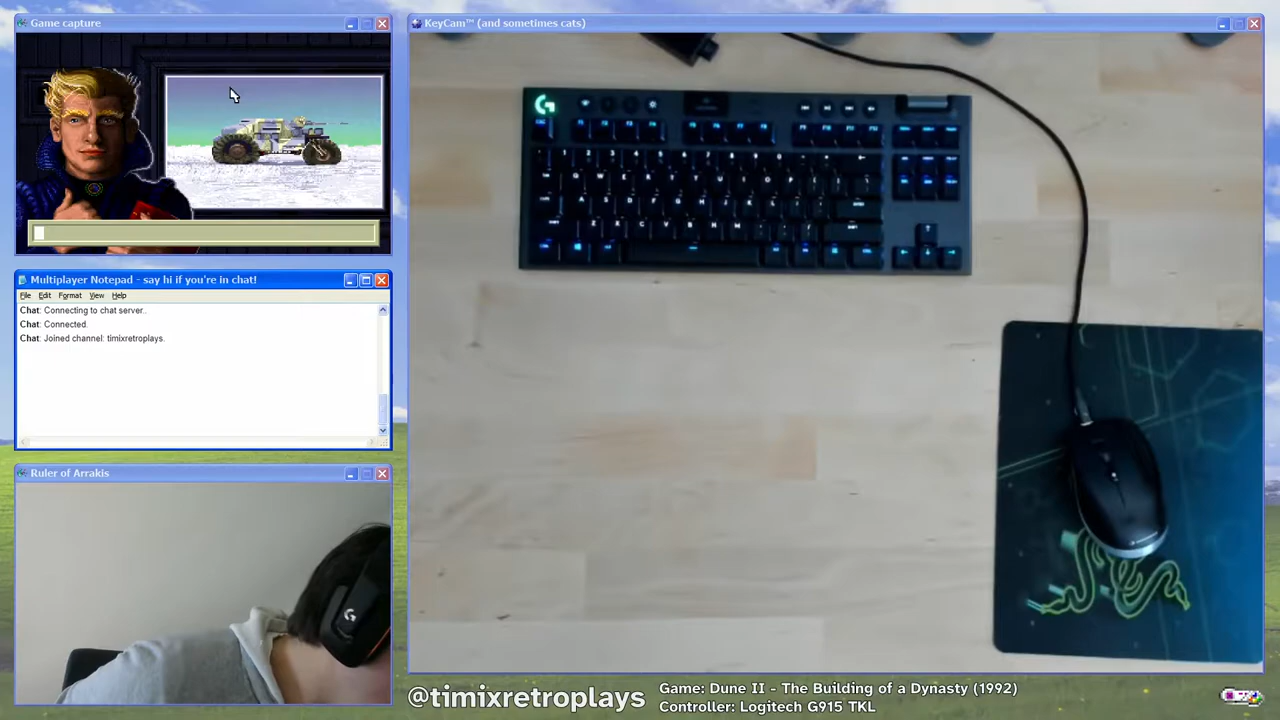 Game capture
KeyCam™ (and sometimes cats)
Multiplayer Notepad - say hi if you're in chat!
File Edit Format View Help
Chat: Connecting to chat server..
Chat: Connected.
Chat: Joined channel: timixretroplays.
Ruler of Arrakis
@timixretroplays
Game: Dune II - The Building of a Dynasty (1992)
Controller: Logitech G915 TKL